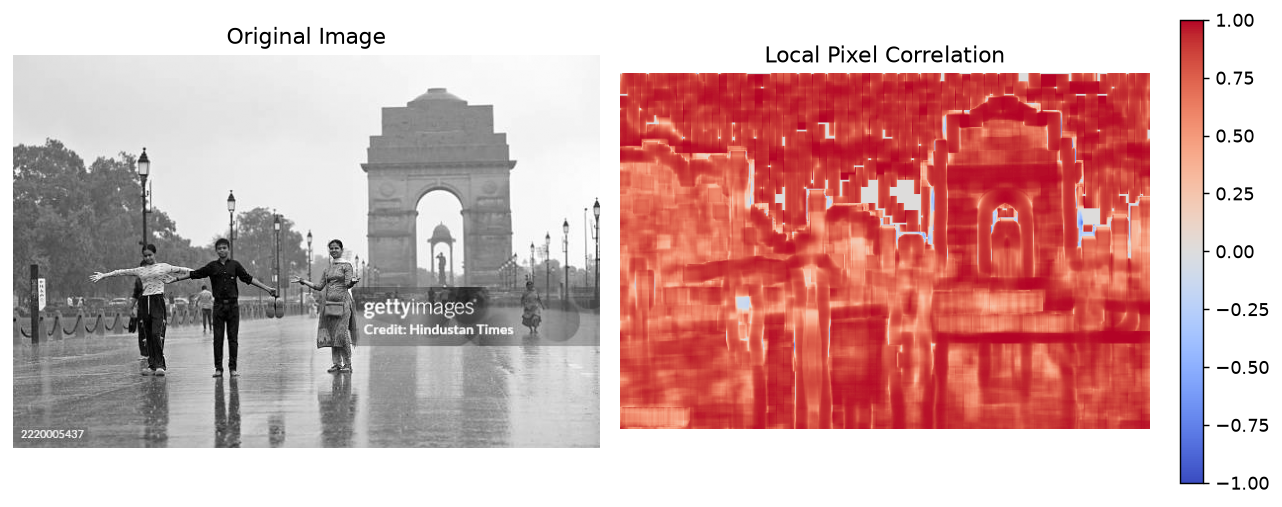 Original Image
Local Pixel Correlation
gettyimages
Credit: Hindustan Times
2220005437
1.00
0.75
0.50
0.25
0.00
−0.25
−0.50
−0.75
−1.00